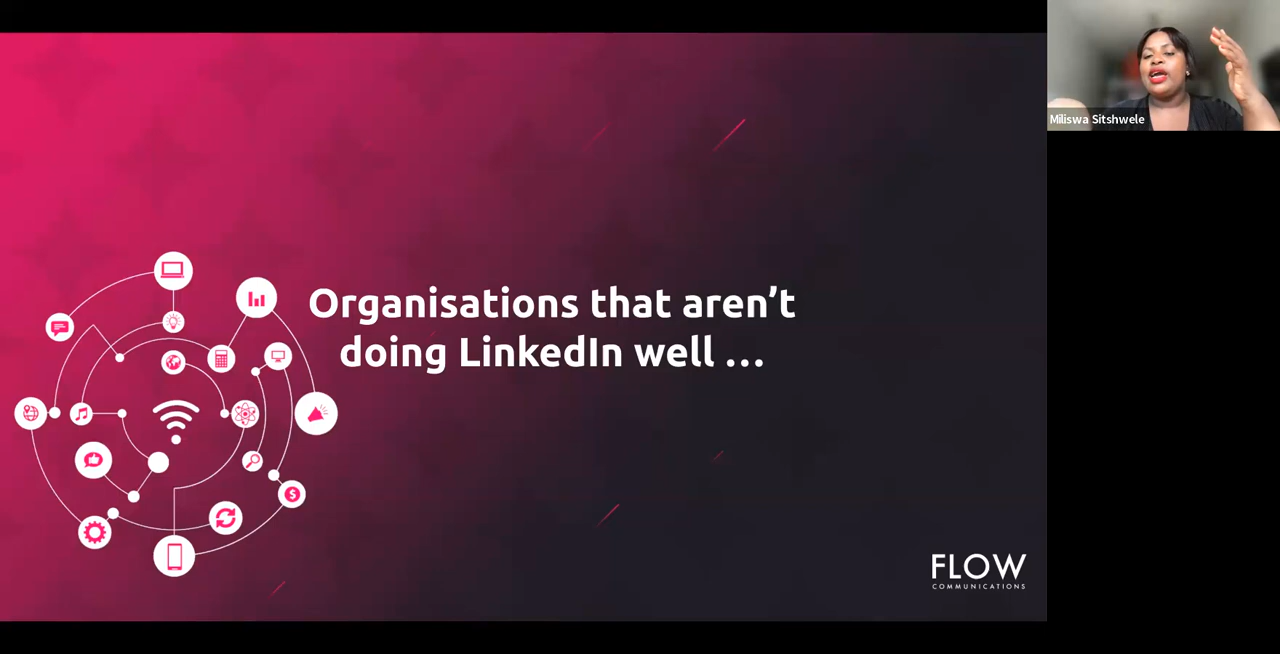 Miliswa Sitshwele
Organisations that aren’t
doing LinkedIn well …
FLOW
COMMUNICATIONS